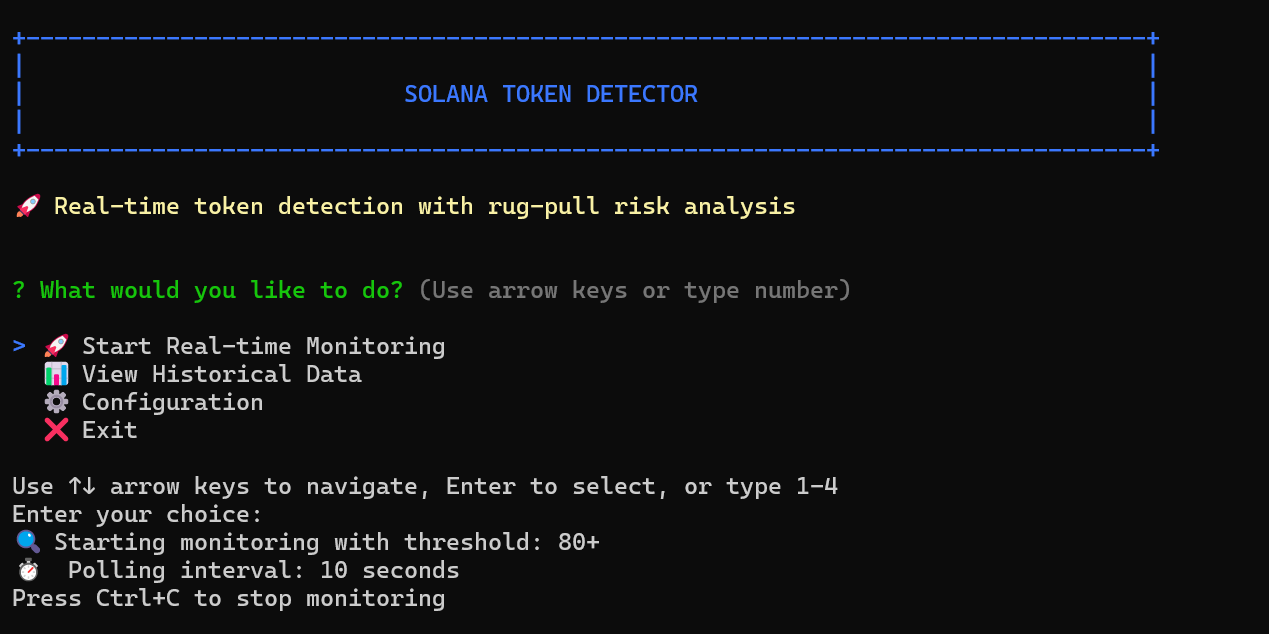 SOLANA TOKEN DETECTOR
🚀 Real-time token detection with rug-pull risk analysis
? What would you like to do? (Use arrow keys or type number)
> 🚀 Start Real-time Monitoring
📊 View Historical Data
⚙️ Configuration
❌ Exit
Use ↑↓ arrow keys to navigate, Enter to select, or type 1-4
Enter your choice:
🔍 Starting monitoring with threshold: 80+
⏱️ Polling interval: 10 seconds
Press Ctrl+C to stop monitoring